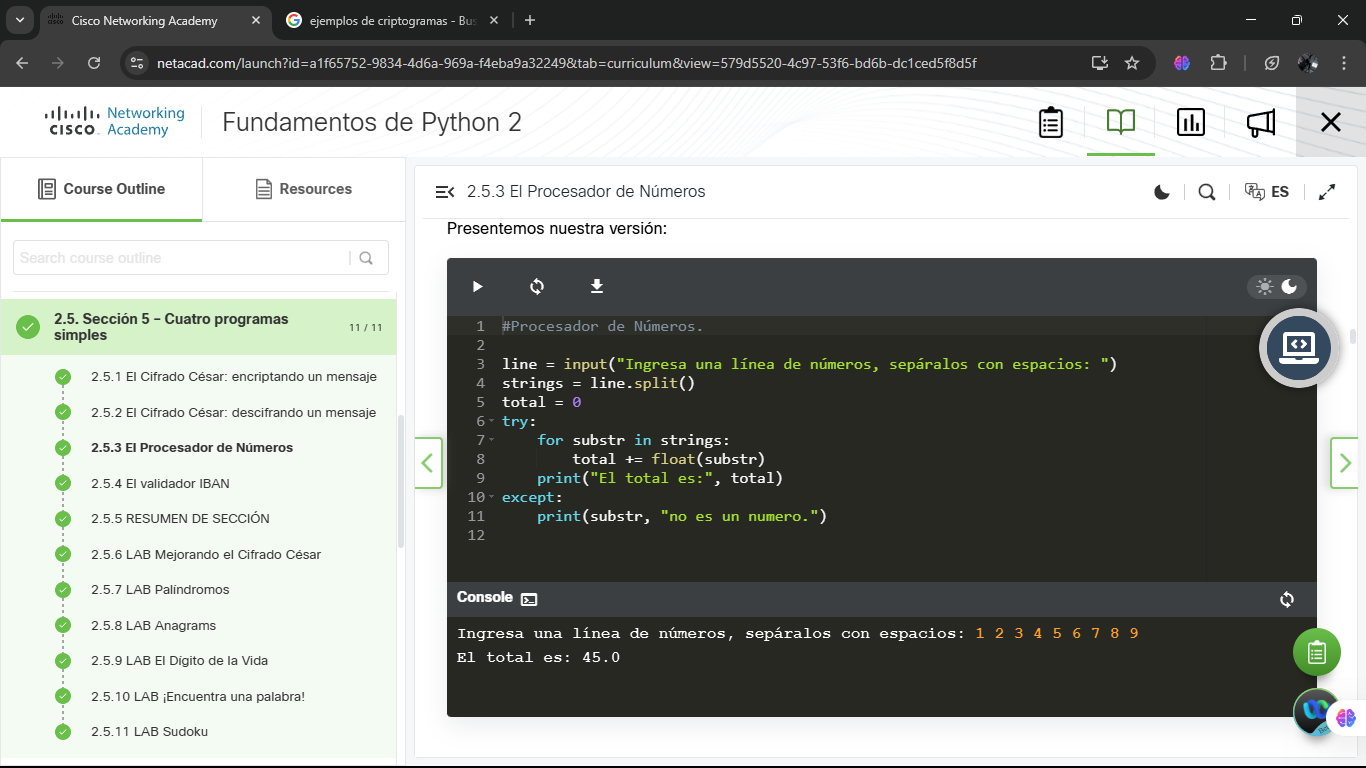 Cisco Networking Academy
ejemplos de criptogramas - Bus
netacad.com/launch?id=a1f65752-9834-4d6a-969a-f4eba9a32249&tab=curriculum&view=579d5520-4c97-53f6-bd6b-dc1ced5f8d5f
CISCO Networking Academy
Fundamentos de Python 2
Course Outline
Resources
Search course outline
2.5. Sección 5 – Cuatro programas simples
11 / 11
2.5.1 El Cifrado César: encriptando un mensaje
2.5.2 El Cifrado César: descifrando un mensaje
2.5.3 El Procesador de Números
2.5.4 El validador IBAN
2.5.5 RESUMEN DE SECCIÓN
2.5.6 LAB Mejorando el Cifrado César
2.5.7 LAB Palíndromos
2.5.8 LAB Anagrams
2.5.9 LAB El Dígito de la Vida
2.5.10 LAB ¡Encuentra una palabra!
2.5.11 LAB Sudoku
2.5.3 El Procesador de Números
ES
Presentemos nuestra versión:
1 #Procesador de Números.
2
3 line = input("Ingresa una línea de números, sepáralos con espacios: ")
4 strings = line.split()
5 total = 0
6 try:
7     for substr in strings:
8         total += float(substr)
9     print("El total es:", total)
10 except:
11     print(substr, "no es un numero.")
12
Console
Ingresa una línea de números, sepáralos con espacios: 1 2 3 4 5 6 7 8 9
El total es: 45.0